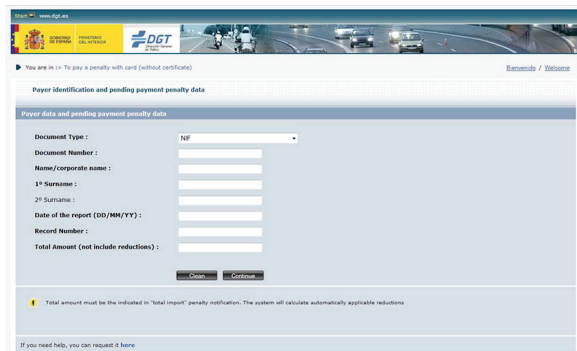 Start www.dgt.es
GOBIERNO DE ESPAÑA
MINISTERIO DEL INTERIOR
DGT
Dirección General de Tráfico
You are in :> To pay a penalty with card (without certificate)
Bienvenido / Welcome
Payer identification and pending payment penalty data
Payer data and pending payment penalty data
Document Type :
NIF
Document Number :
Name/corporate name :
1º Surname :
2º Surname :
Date of the report (DD/MM/YY) :
Record Number :
Total Amount (not include reductions) :
Clean Continue
Total amount must be the indicated in "total import" penalty notification. The system will calculate automatically applicable reductions
If you need help, you can request it here